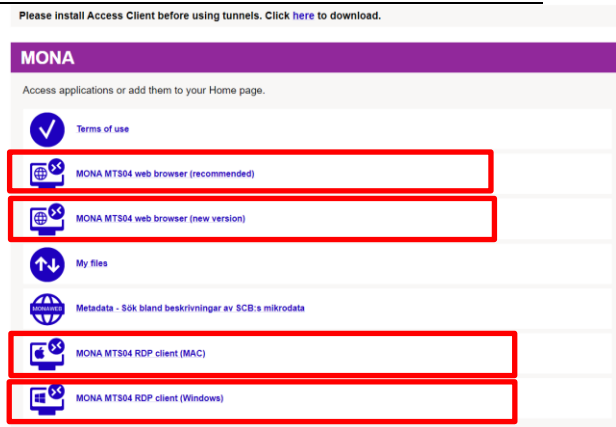 Please install Access Client before using tunnels. Click here to download.
MONA
Access applications or add them to your Home page.
Terms of use
MONA MTS04 web browser (recommended)
MONA MTS04 web browser (new version)
My files
MONAWEB
Metadata - Sök bland beskrivningar av SCB:s mikrodata
MONA MTS04 RDP client (MAC)
MONA MTS04 RDP client (Windows)